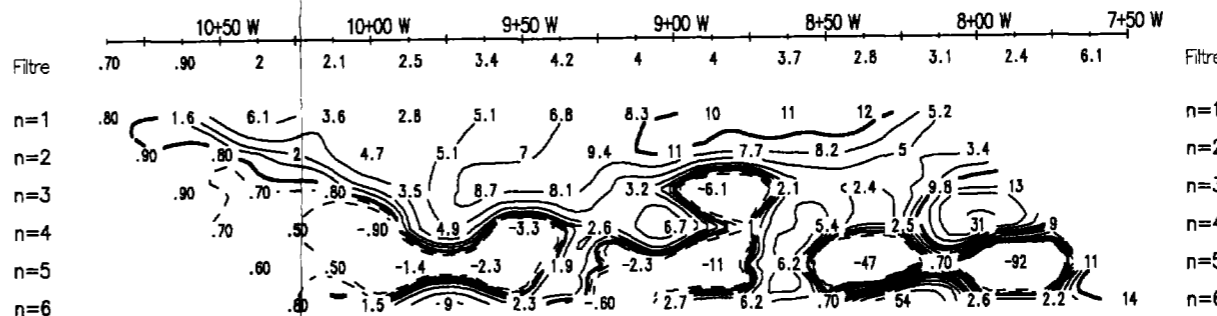 10+50 W 10+00 W 9+50 W 9+00 W 8+50 W 8+00 W 7+50 W
Filtre .70 .90 2 2.1 2.5 3.4 4.2 4 4 3.7 2.8 3.1 2.4 6.1 Filtre
n=1 .80 1.6 6.1 3.6 2.8 5.1 6.8 8.3 10 11 12 5.2 n=1
n=2 .90 .80 2 4.7 5.1 7 9.4 11 7.7 8.2 5 3.4 n=2
n=3 .90 .70 .80 3.5 8.7 8.1 3.2 -6.1 2.1 2.4 9.8 13 n=3
n=4 .70 .50 -.90 4.9 -3.3 2.6 6.7 1 5.4 2.5 31 9 n=4
n=5 .60 .50 -1.4 -2.3 1.9 -2.3 -11 6.2 -47 .70 -92 11 n=5
n=6 .80 1.5 -9 2.3 -.60 2.7 6.2 .70 54 2.6 2.2 14 n=6